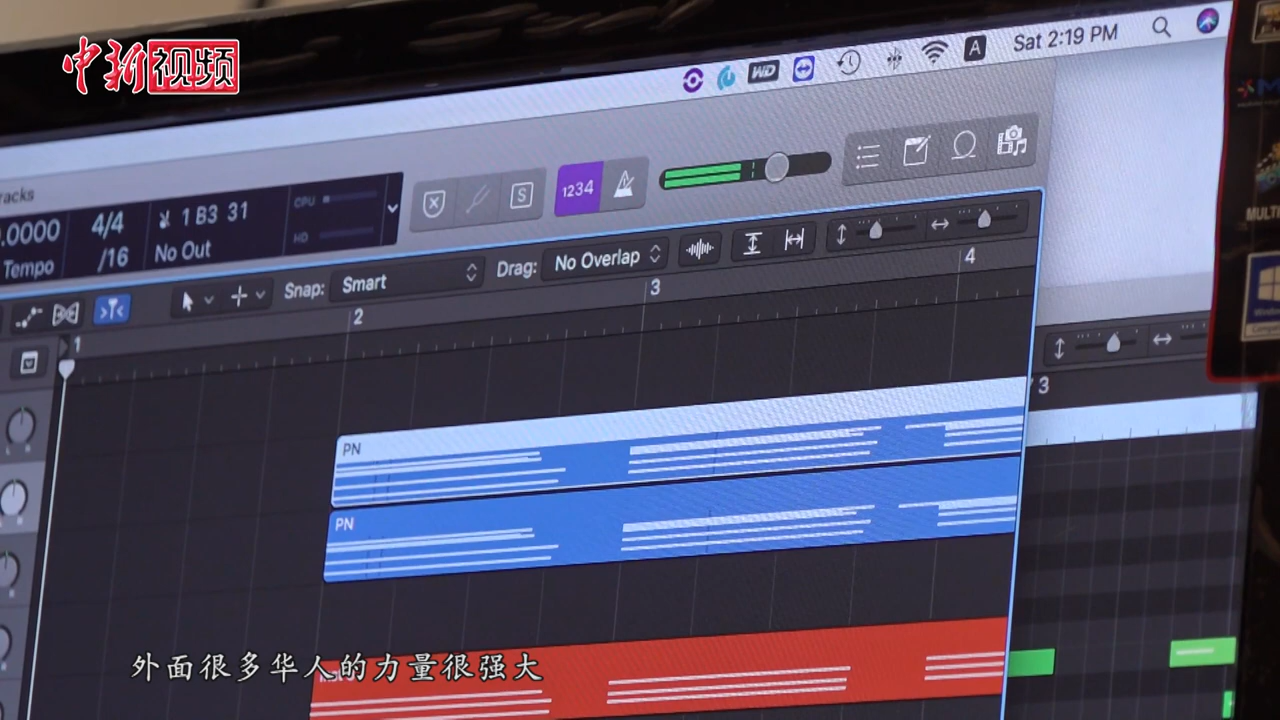 中新视频
Sat 2:19 PM
A
WD
racks
.0000
Tempo
4/4
/16
1 B3 31
No Out
CPU
HD
S
1234
Snap: Smart
Drag: No Overlap
1
2
3
4
3
PN
PN
MULT
外面很多华人的力量很强大